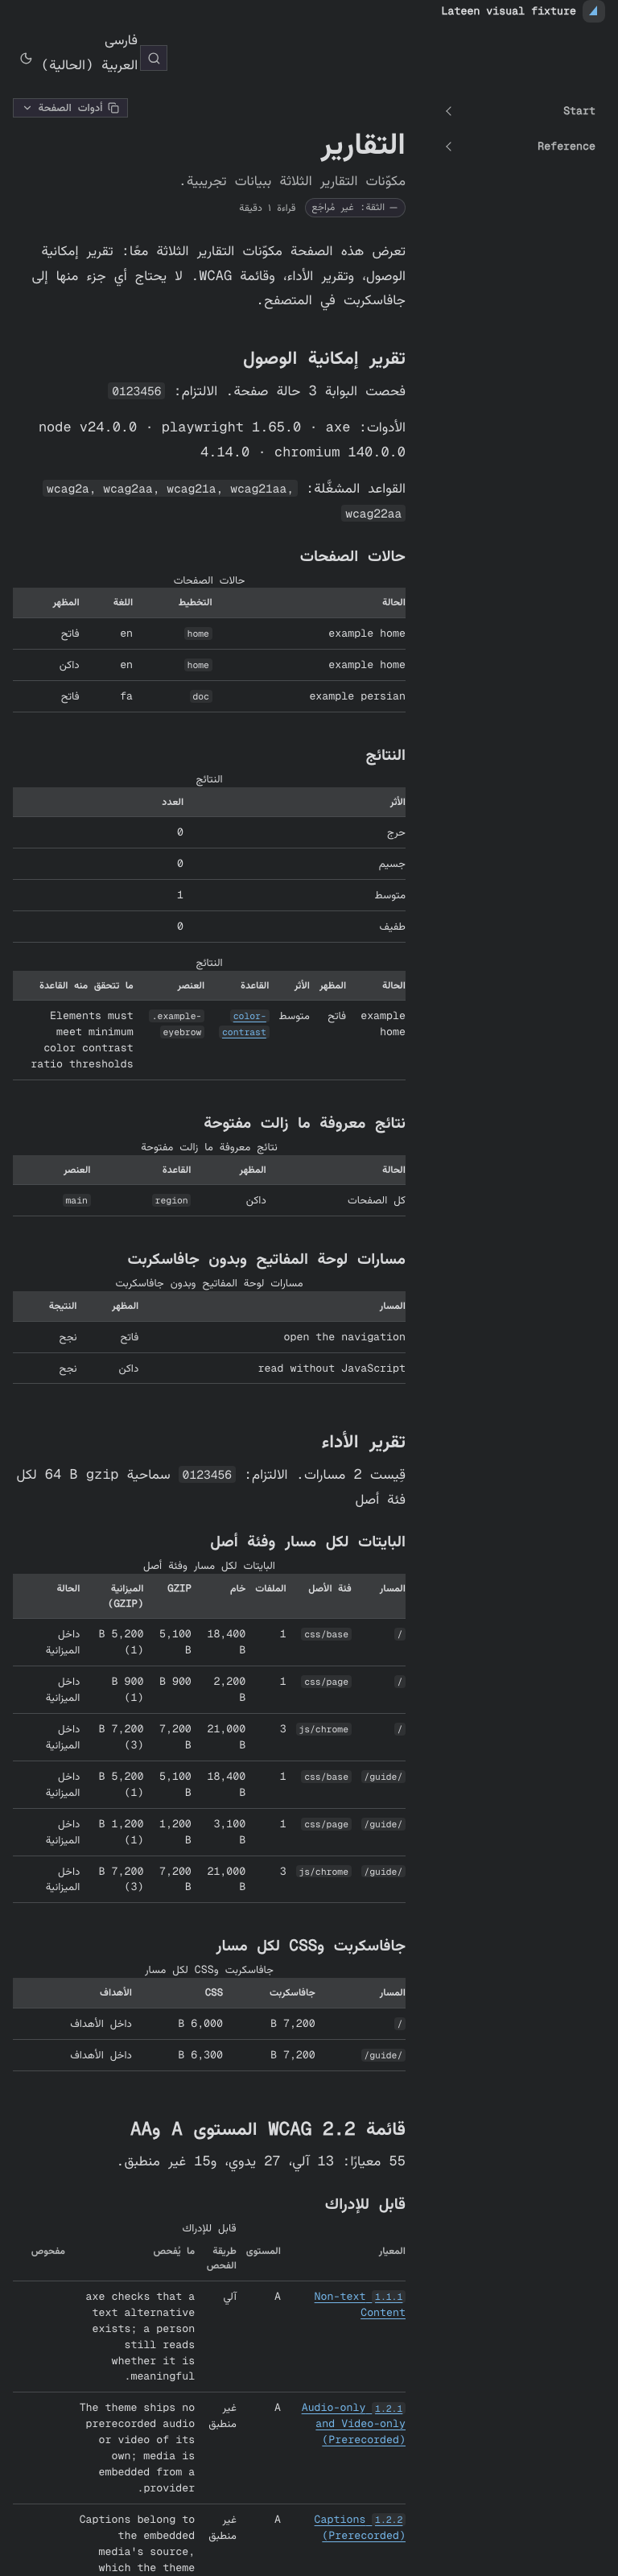 Lateen visual fixture
فارسی
العربية (الحالية)
Start
Reference
أدوات الصفحة
التقارير
مكوّنات التقارير الثلاثة ببيانات تجريبية.
— الثقة: غير مُراجَع
قراءة ١ دقيقة
تعرض هذه الصفحة مكوّنات التقارير الثلاثة معًا: تقرير إمكانية
الوصول، وتقرير الأداء، وقائمة WCAG. لا يحتاج أي جزء منها إلى
جافاسكربت في المتصفح.
تقرير إمكانية الوصول
فحصت البوابة 3 حالة صفحة. الالتزام: 0123456
الأدوات: node v24.0.0 · playwright 1.65.0 · axe
4.14.0 · chromium 140.0.0
القواعد المشغَّلة: wcag2a, wcag2aa, wcag21a, wcag21aa,
wcag22aa
حالات الصفحات
حالات الصفحات
الحالة التخطيط اللغة المظهر
example home home en فاتح
example home home en داكن
example persian doc fa فاتح
النتائج
النتائج
الأثر العدد
حرج 0
جسيم 0
متوسط 1
طفيف 0
النتائج
الحالة المظهر الأثر القاعدة العنصر ما تتحقق منه القاعدة
example فاتح متوسط color- .example- Elements must
home contrast eyebrow meet minimum
color contrast
ratio thresholds
نتائج معروفة ما زالت مفتوحة
نتائج معروفة ما زالت مفتوحة
الحالة المظهر القاعدة العنصر
كل الصفحات داكن region main
مسارات لوحة المفاتيح وبدون جافاسكربت
مسارات لوحة المفاتيح وبدون جافاسكربت
المسار المظهر النتيجة
open the navigation فاتح نجح
read without JavaScript داكن نجح
تقرير الأداء
قِيست 2 مسارات. الالتزام: 0123456 سماحية 64 B gzip لكل
فئة أصل
البايتات لكل مسار وفئة أصل
البايتات لكل مسار وفئة أصل
المسار فئة الأصل الملفات خام GZIP الميزانية الحالة
(GZIP)
/ css/base 1 18,400 5,100 5,200 B داخل
B B (1) الميزانية
/ css/page 1 2,200 900 B 900 B داخل
B (1) الميزانية
/ js/chrome 3 21,000 7,200 7,200 B داخل
B B (3) الميزانية
/guide/ css/base 1 18,400 5,100 5,200 B داخل
B B (1) الميزانية
/guide/ css/page 1 3,100 1,200 1,200 B داخل
B B (1) الميزانية
/guide/ js/chrome 3 21,000 7,200 7,200 B داخل
B B (3) الميزانية
جافاسكربت وCSS لكل مسار
جافاسكربت وCSS لكل مسار
المسار جافاسكربت CSS الأهداف
/ 7,200 B 6,000 B داخل الأهداف
/guide/ 7,200 B 6,300 B داخل الأهداف
قائمة WCAG 2.2 المستوى A وAA
55 معيارًا: 13 آلي، 27 يدوي، و15 غير منطبق.
قابل للإدراك
قابل للإدراك
المعيار المستوى طريقة ما يُفحص مفحوص
الفحص
1.1.1 Non-text A آلي axe checks that a
Content text alternative
exists; a person
still reads
whether it is
meaningful.
1.2.1 Audio-only A غير The theme ships no
and Video-only منطبق prerecorded audio
(Prerecorded) or video of its
own; media is
embedded from a
provider.
1.2.2 Captions A غير Captions belong to
(Prerecorded) منطبق the embedded
media's source,
which the theme